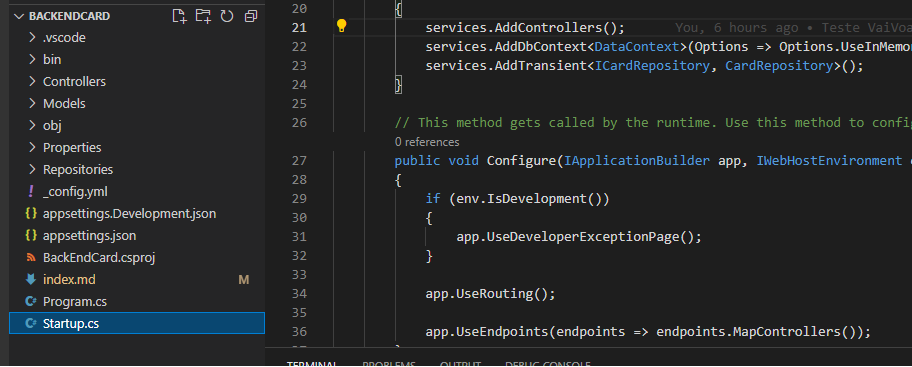 BACKENDCARD
.vscode
bin
Controllers
Models
obj
Properties
Repositories
_config.yml
appsettings.Development.json
appsettings.json
BackEndCard.csproj
index.md M
Program.cs
Startup.cs
20 {
21 services.AddControllers(); You, 6 hours ago • Teste VaiVoa
22 services.AddDbContext<DataContext>(Options => Options.UseInMemo
23 services.AddTransient<ICardRepository, CardRepository>();
24 }
26 // This method gets called by the runtime. Use this method to config
0 references
27 public void Configure(IApplicationBuilder app, IWebHostEnvironment
28 {
29 if (env.IsDevelopment())
30 {
31 app.UseDeveloperExceptionPage();
32 }
33
34 app.UseRouting();
35
36 app.UseEndpoints(endpoints => endpoints.MapControllers());
TERMINAL PROBLEMS OUTPUT DEBUG CONSOLE